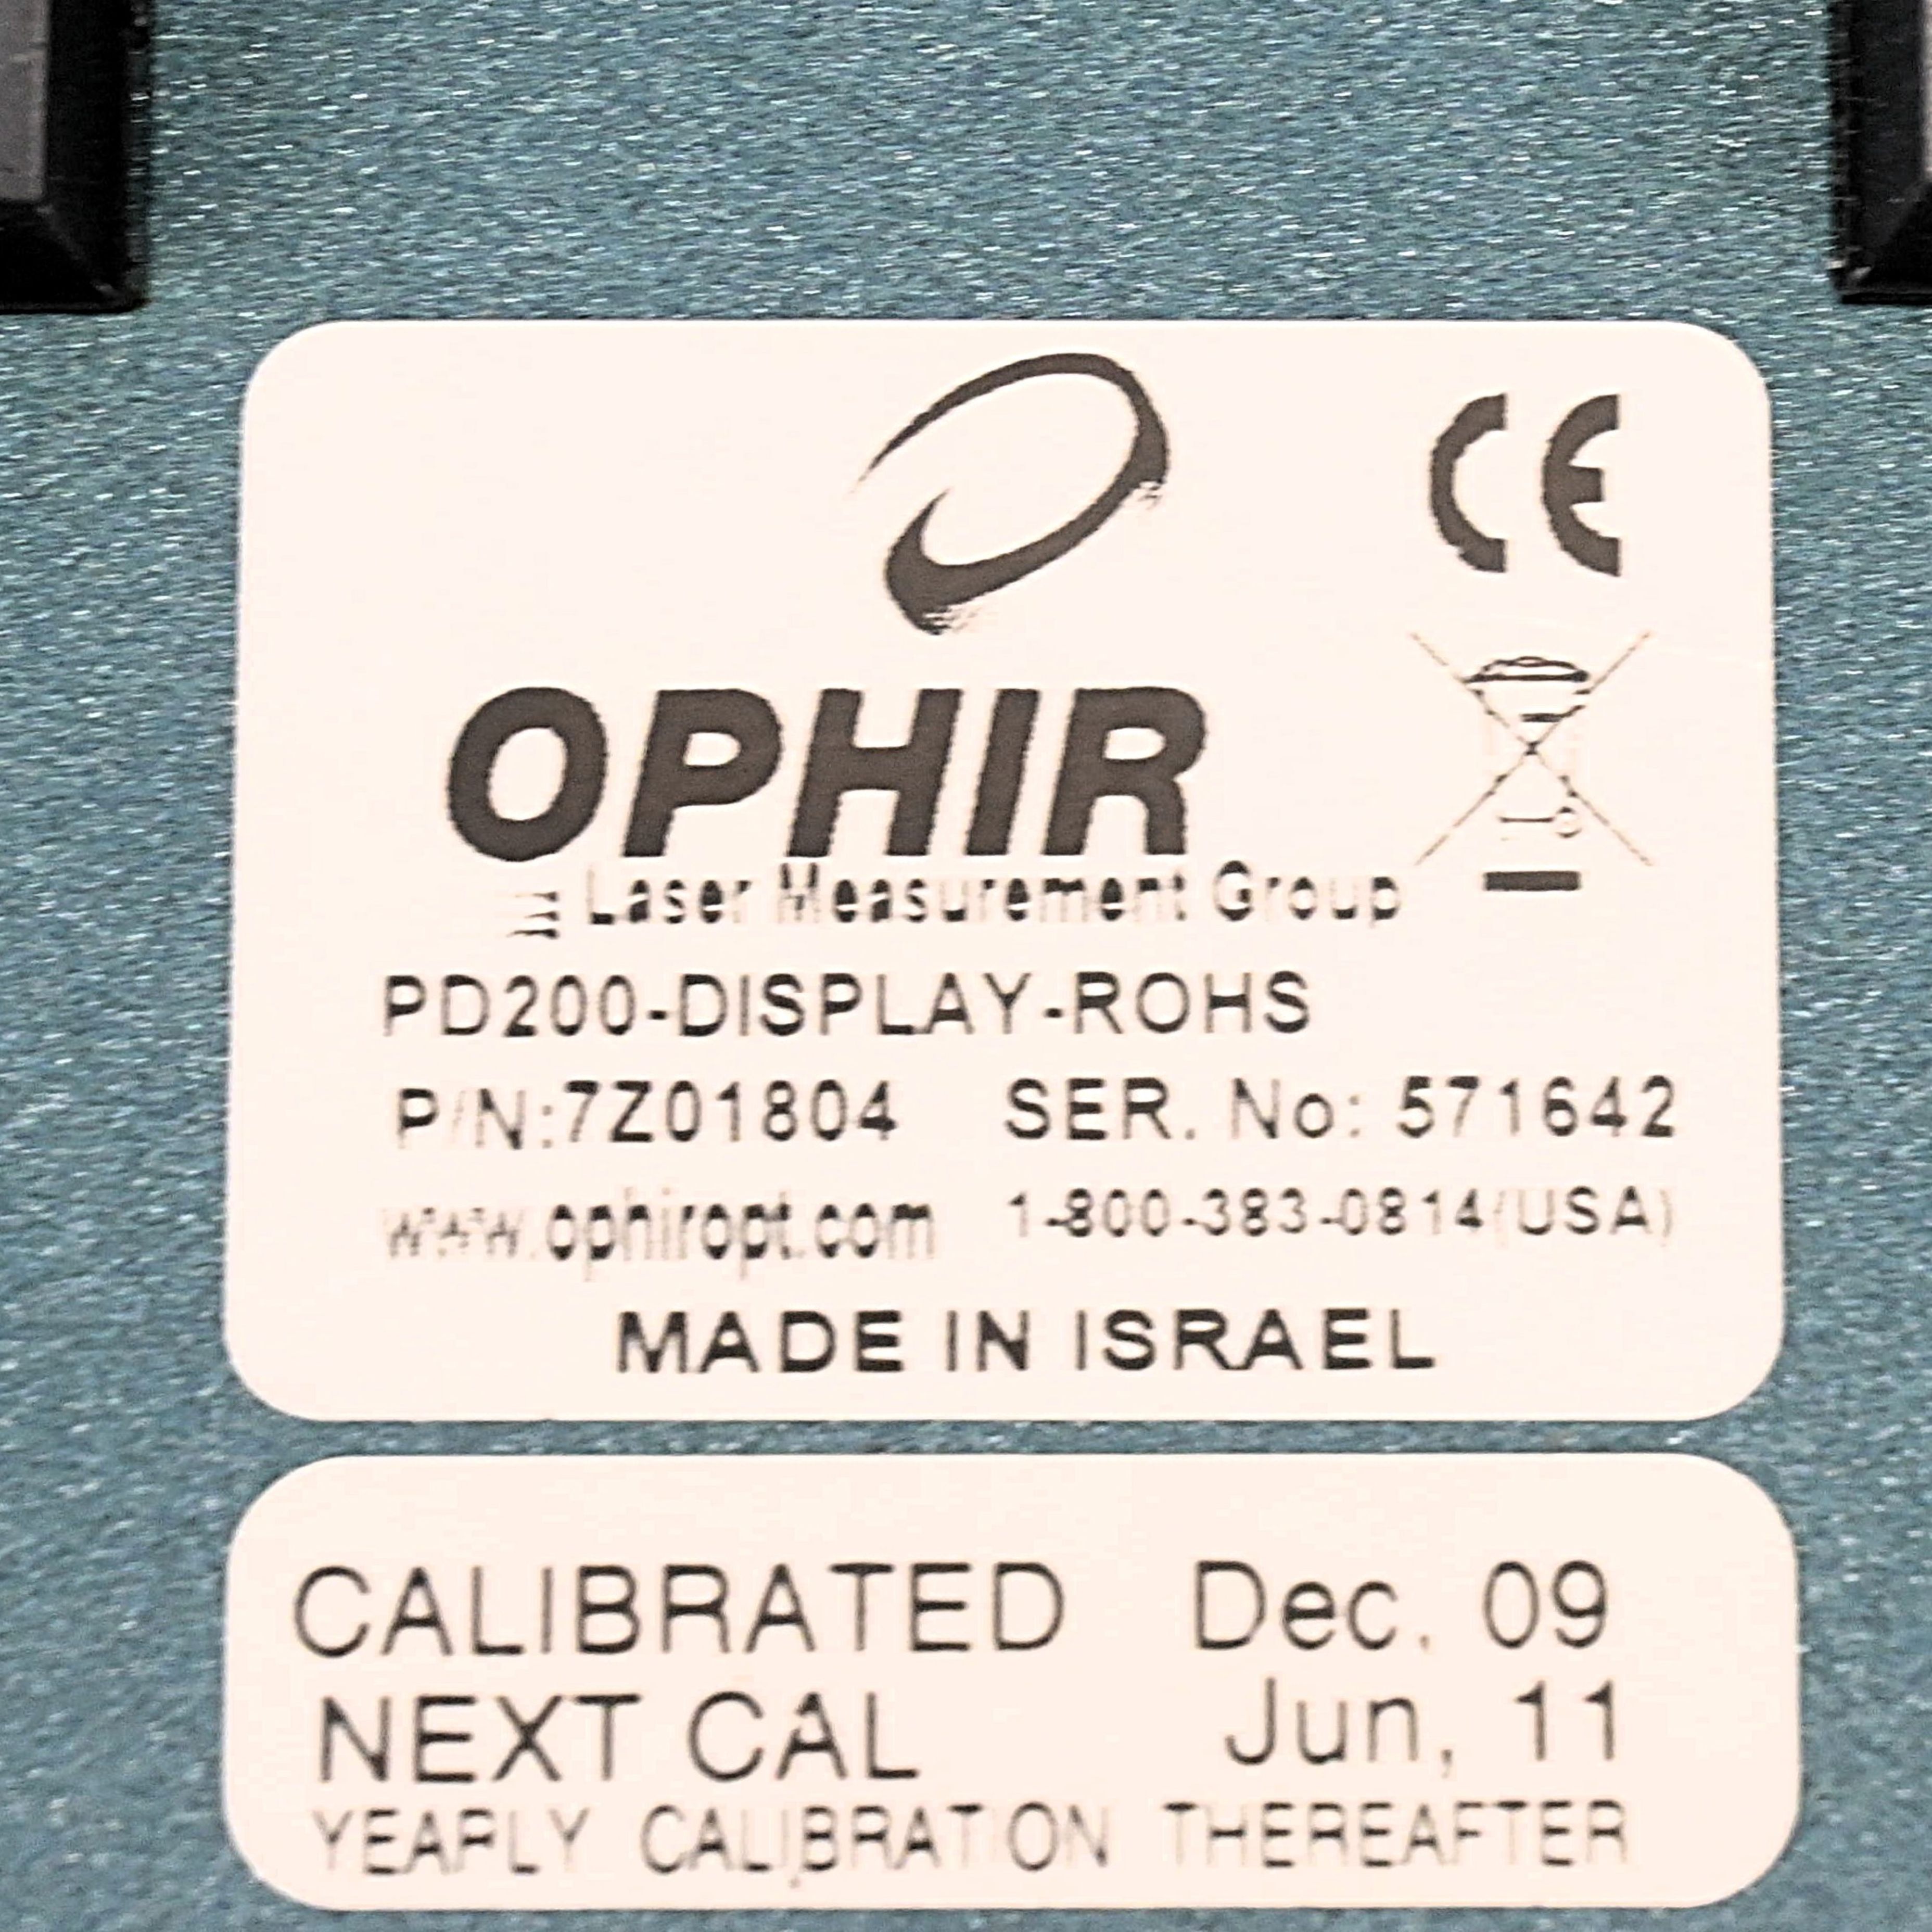 CE
OPHIR
Laser Measurement Group
PD200-DISPLAY-ROHS
P/N:7Z01804 SER. No: 571642
www.ophiropt.com 1-800-383-0814(USA)
MADE IN ISRAEL
CALIBRATED Dec. 09
NEXT CAL Jun, 11
YEARLY CALIBRATION THEREAFTER